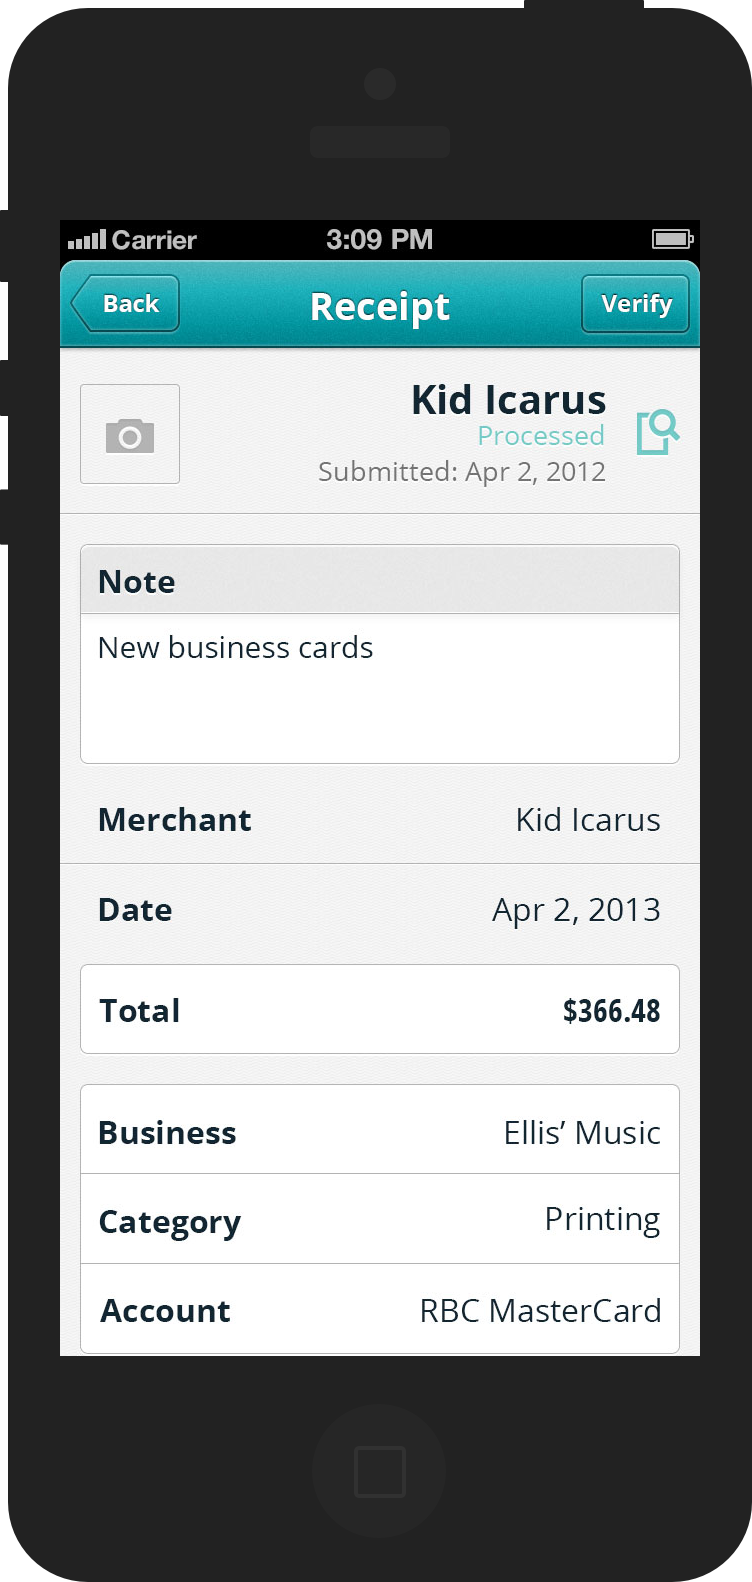 Carrier 3:09 PM
Back Receipt Verify
Kid Icarus
Processed
Submitted: Apr 2, 2012
Note
New business cards
Merchant Kid Icarus
Date Apr 2, 2013
Total $366.48
Business Ellis’ Music
Category Printing
Account RBC MasterCard